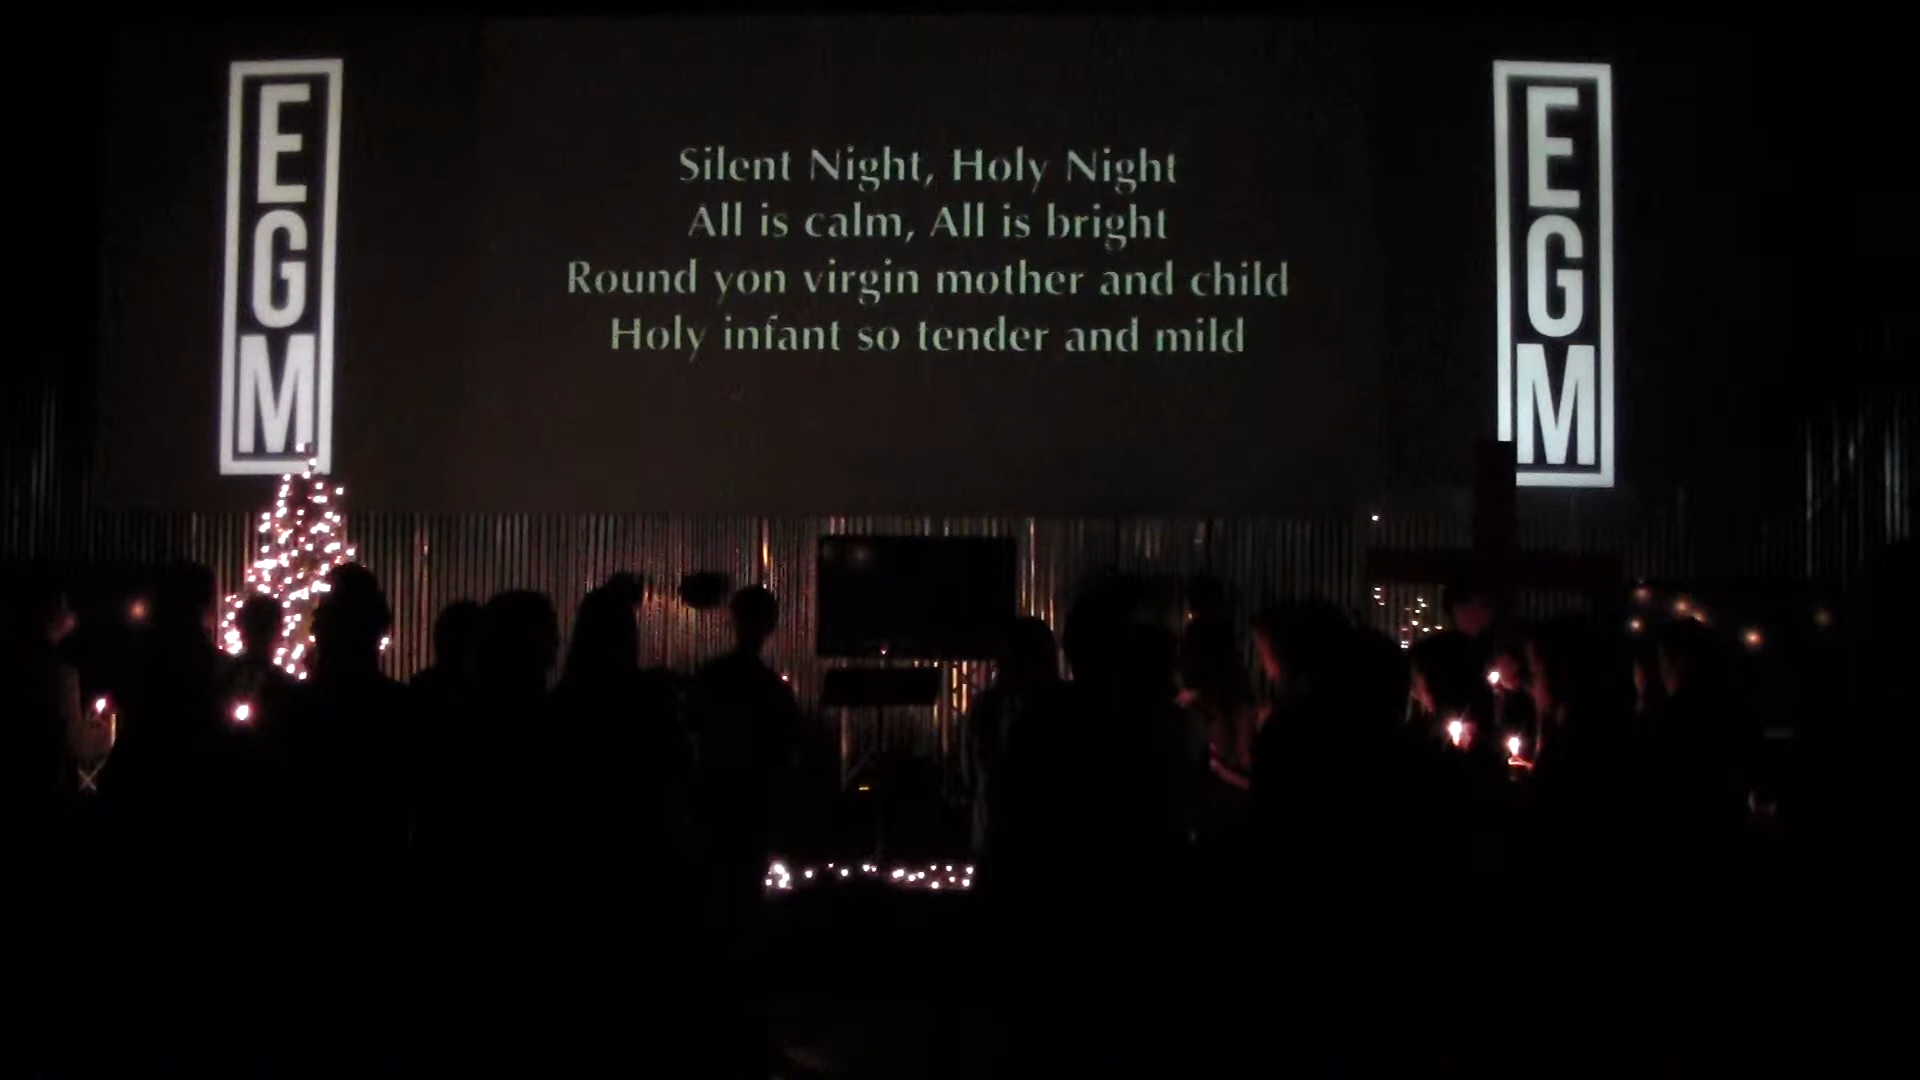 EGM
Silent Night, Holy Night
All is calm, All is bright
Round yon virgin mother and child
Holy infant so tender and mild
EGM